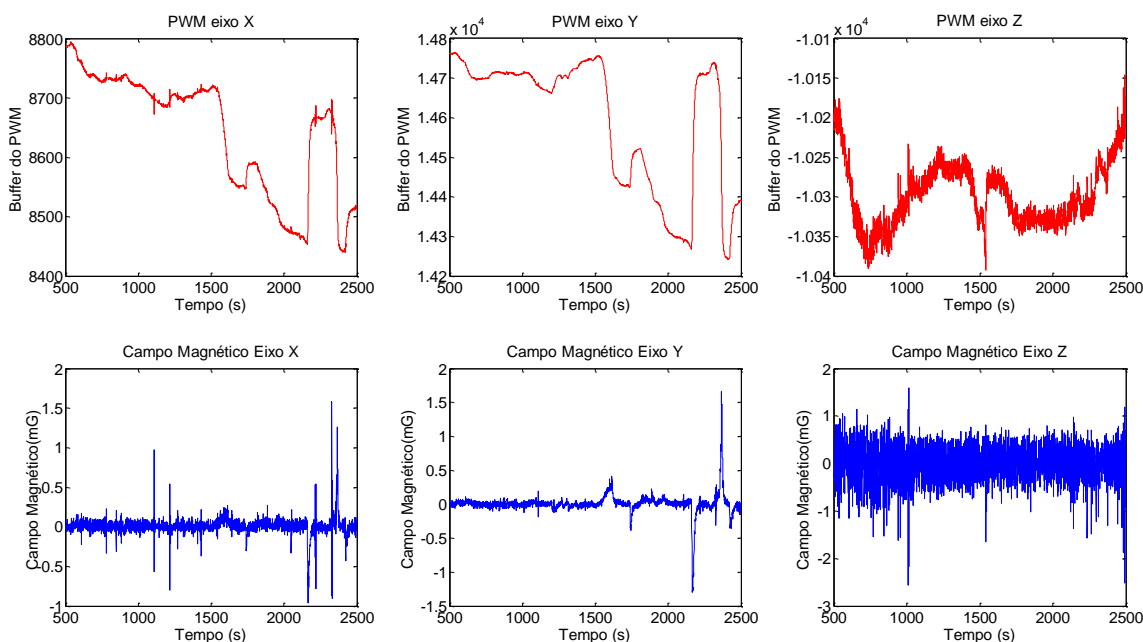 PWM eixo X
8800
8700
8600
8500
8400
Buffer do PWM
500 1000 1500 2000 2500
Tempo (s)
PWM eixo Y
x 10^4
1.48
1.47
1.46
1.45
1.44
1.43
1.42
Buffer do PWM
500 1000 1500 2000 2500
Tempo (s)
PWM eixo Z
x 10^4
-1.01
-1.015
-1.02
-1.025
-1.03
-1.035
-1.04
Buffer do PWM
500 1000 1500 2000 2500
Tempo (s)
Campo Magnético Eixo X
2
1.5
1
0.5
0
-0.5
-1
Campo Magnético(mG)
500 1000 1500 2000 2500
Tempo (s)
Campo Magnético Eixo Y
2
1.5
1
0.5
0
-0.5
-1
-1.5
Campo Magnético(mG)
500 1000 1500 2000 2500
Tempo (s)
Campo Magnético Eixo Z
2
1
0
-1
-2
-3
Campo Magnético(mG)
500 1000 1500 2000 2500
Tempo (s)